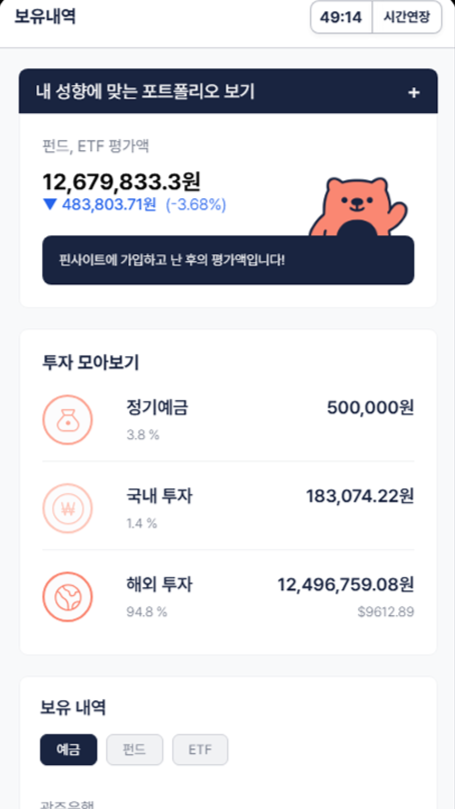 보유내역
49:14 시간연장
내 성향에 맞는 포트폴리오 보기 +
펀드, ETF 평가액
12,679,833.3원
▼ 483,803.71원 (-3.68%)
핀사이트에 가입하고 난 후의 평가액입니다!
투자 모아보기
정기예금 500,000원
3.8 %
국내 투자 183,074.22원
1.4 %
해외 투자 12,496,759.08원
94.8 % $9612.89
보유 내역
예금 펀드 ETF
광주은행